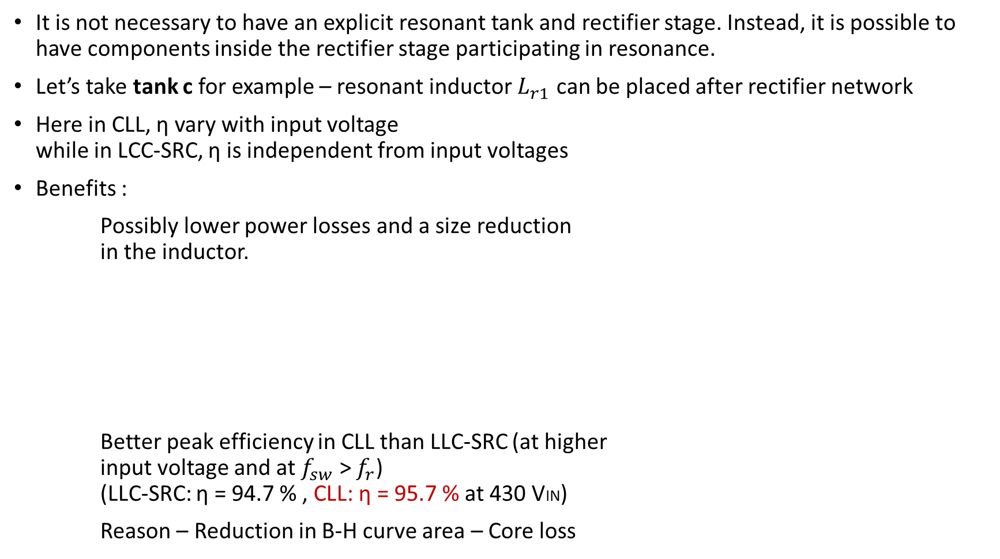 • It is not necessary to have an explicit resonant tank and rectifier stage. Instead, it is possible to
have components inside the rectifier stage participating in resonance.
• Let’s take tank c for example – resonant inductor L_{r1} can be placed after rectifier network
• Here in CLL, η vary with input voltage
while in LCC-SRC, η is independent from input voltages
• Benefits :
Possibly lower power losses and a size reduction
in the inductor.
Better peak efficiency in CLL than LLC-SRC (at higher
input voltage and at f_{sw} > f_r)
(LLC-SRC: η = 94.7 % , CLL: η = 95.7 % at 430 VIN)
Reason – Reduction in B-H curve area – Core loss